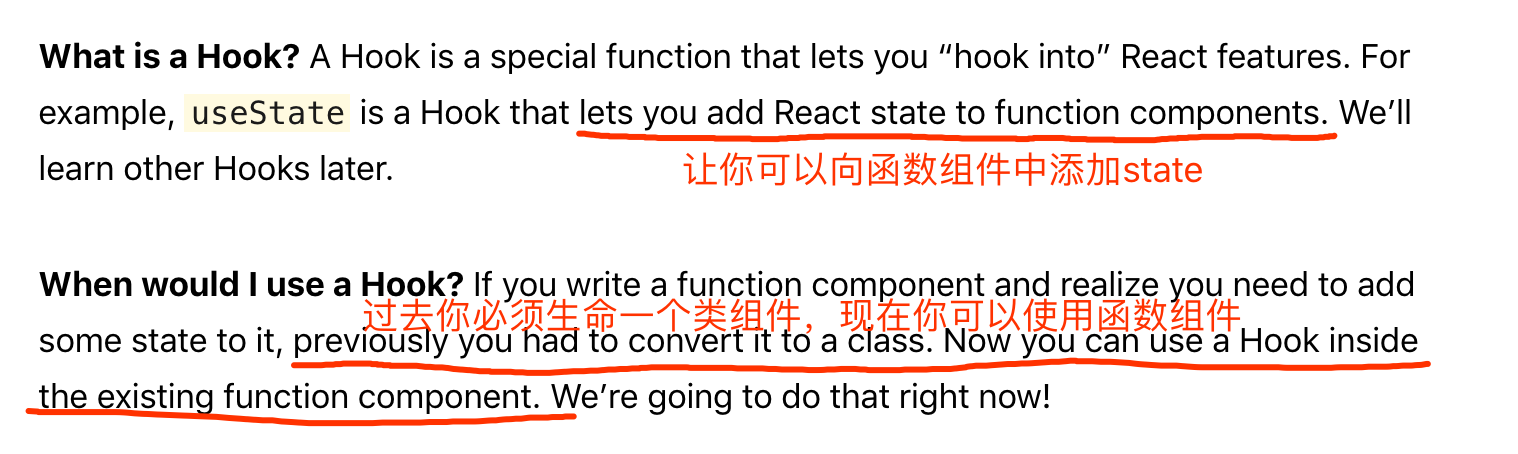 What is a Hook? A Hook is a special function that lets you “hook into” React features. For
example, useState is a Hook that lets you add React state to function components. We’ll
learn other Hooks later.
让你可以向函数组件中添加state
When would I use a Hook? If you write a function component and realize you need to add
过去你必须生命一个类组件，现在你可以使用函数组件
some state to it, previously you had to convert it to a class. Now you can use a Hook inside
the existing function component. We’re going to do that right now!